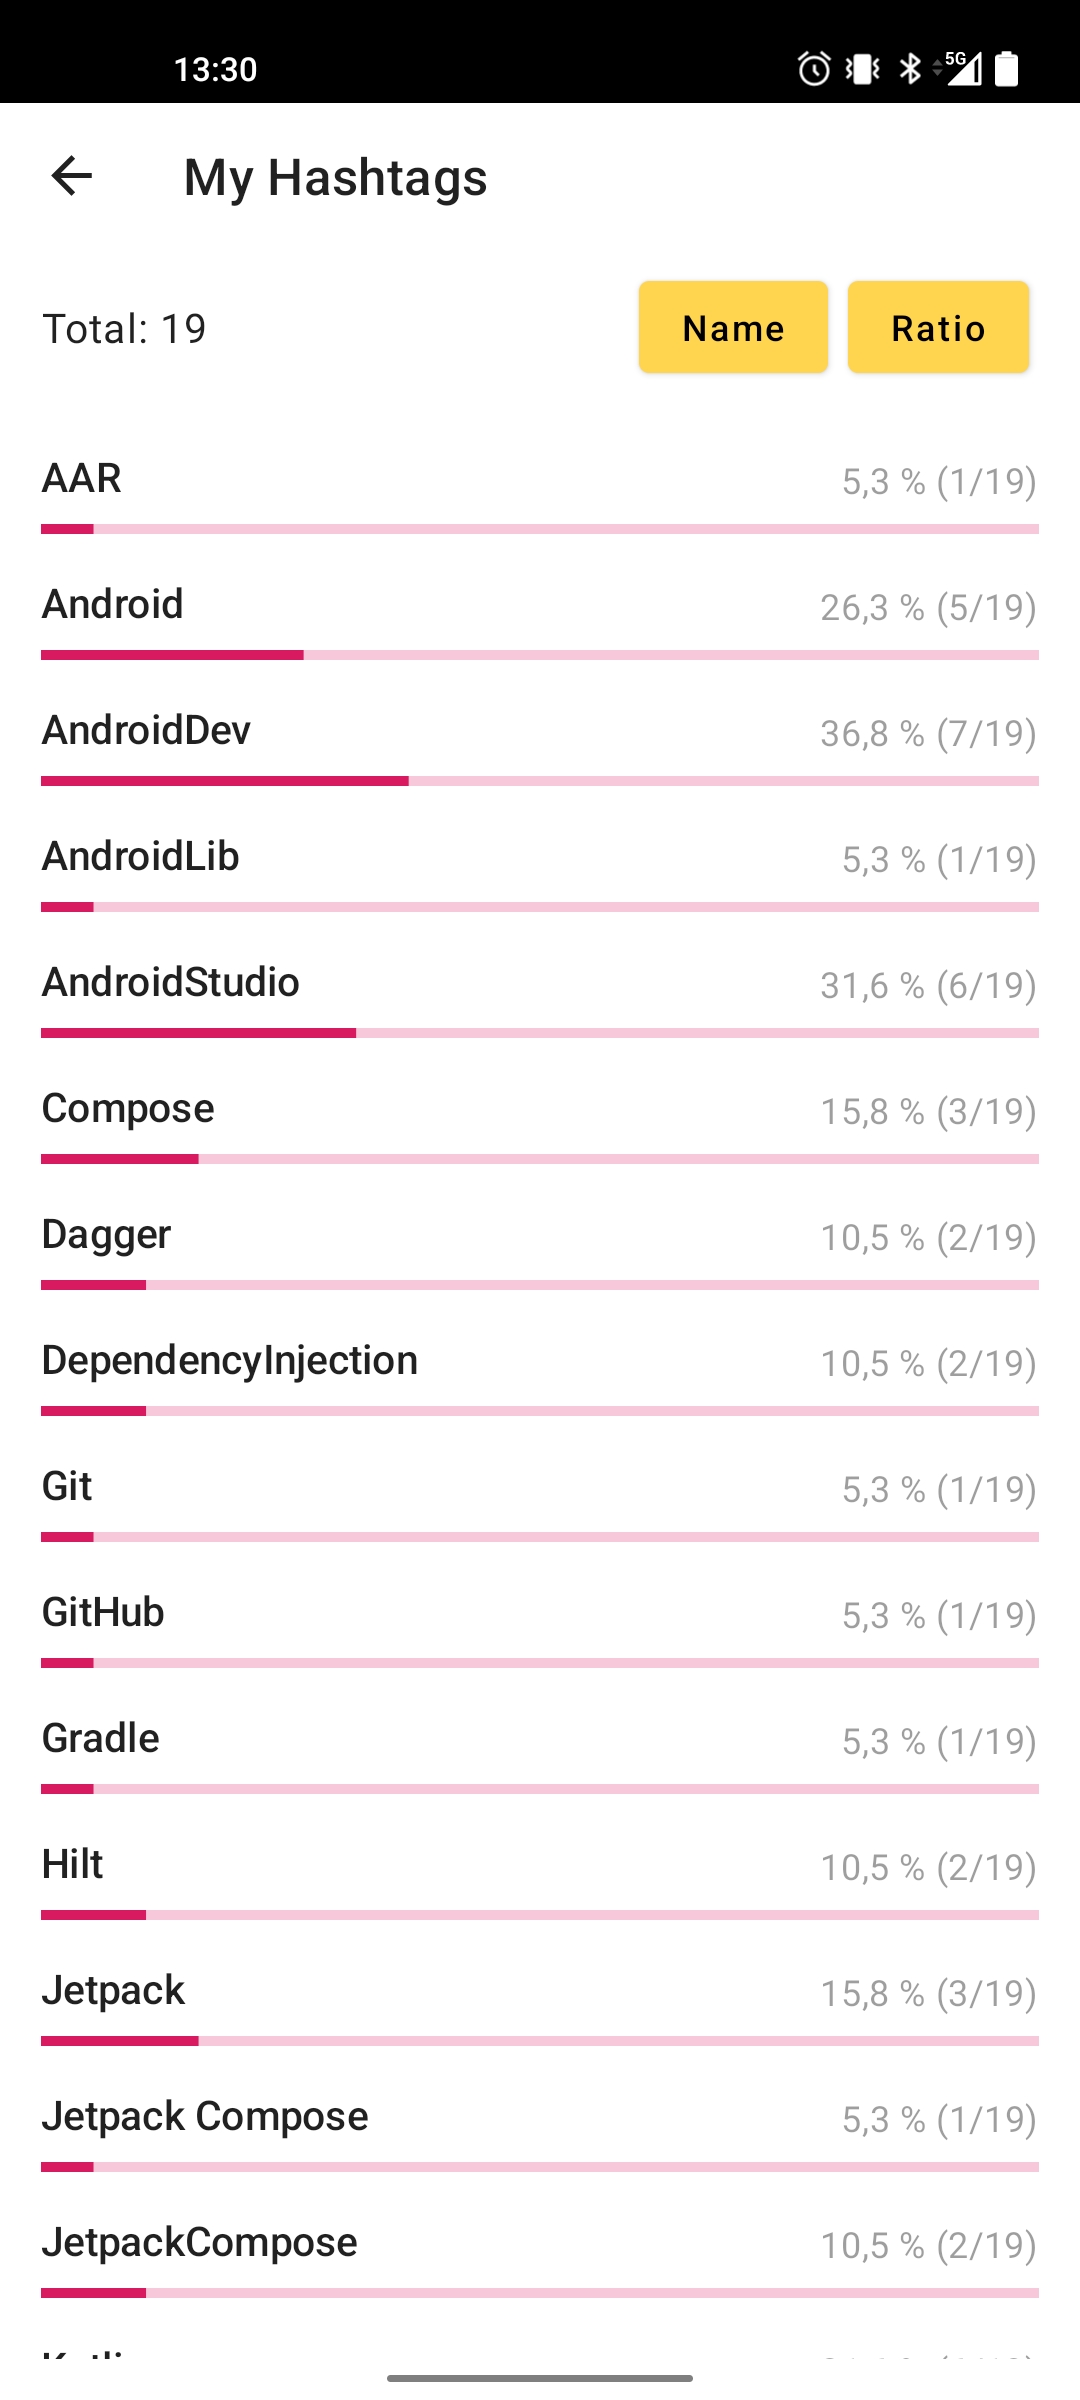 13:30
5G
My Hashtags
Total: 19
Name
Ratio
AAR
5,3 % (1/19)
Android
26,3 % (5/19)
AndroidDev
36,8 % (7/19)
AndroidLib
5,3 % (1/19)
AndroidStudio
31,6 % (6/19)
Compose
15,8 % (3/19)
Dagger
10,5 % (2/19)
DependencyInjection
10,5 % (2/19)
Git
5,3 % (1/19)
GitHub
5,3 % (1/19)
Gradle
5,3 % (1/19)
Hilt
10,5 % (2/19)
Jetpack
15,8 % (3/19)
Jetpack Compose
5,3 % (1/19)
JetpackCompose
10,5 % (2/19)